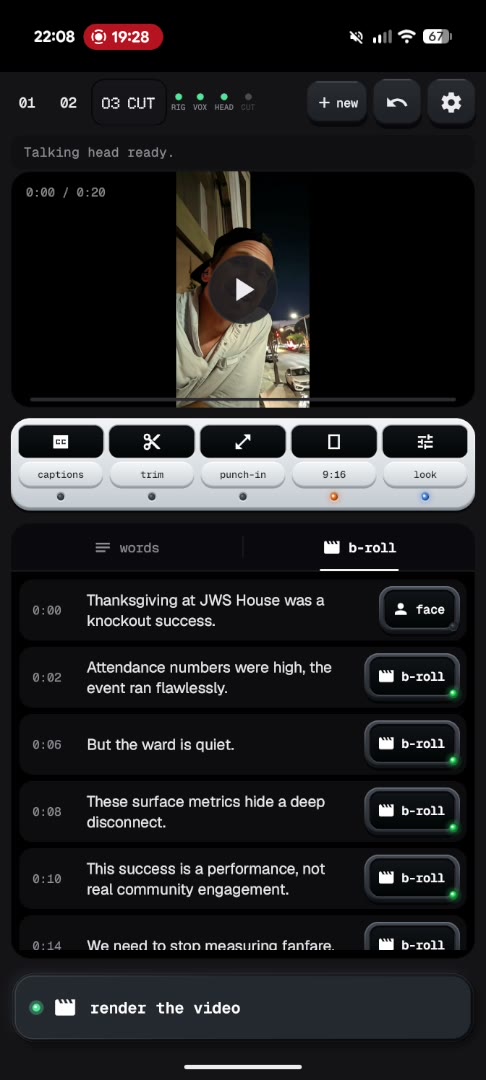 22:08 19:28 67
01 02 03 CUT RIG VOX HEAD CUT + new
Talking head ready.
0:00 / 0:20
CC
captions trim punch-in 9:16 look
words b-roll
0:00 Thanksgiving at JWS House was a knockout success. face
0:02 Attendance numbers were high, the event ran flawlessly. b-roll
0:06 But the ward is quiet. b-roll
0:08 These surface metrics hide a deep disconnect. b-roll
0:10 This success is a performance, not real community engagement. b-roll
0:14 We need to stop measuring fanfare. b-roll
render the video